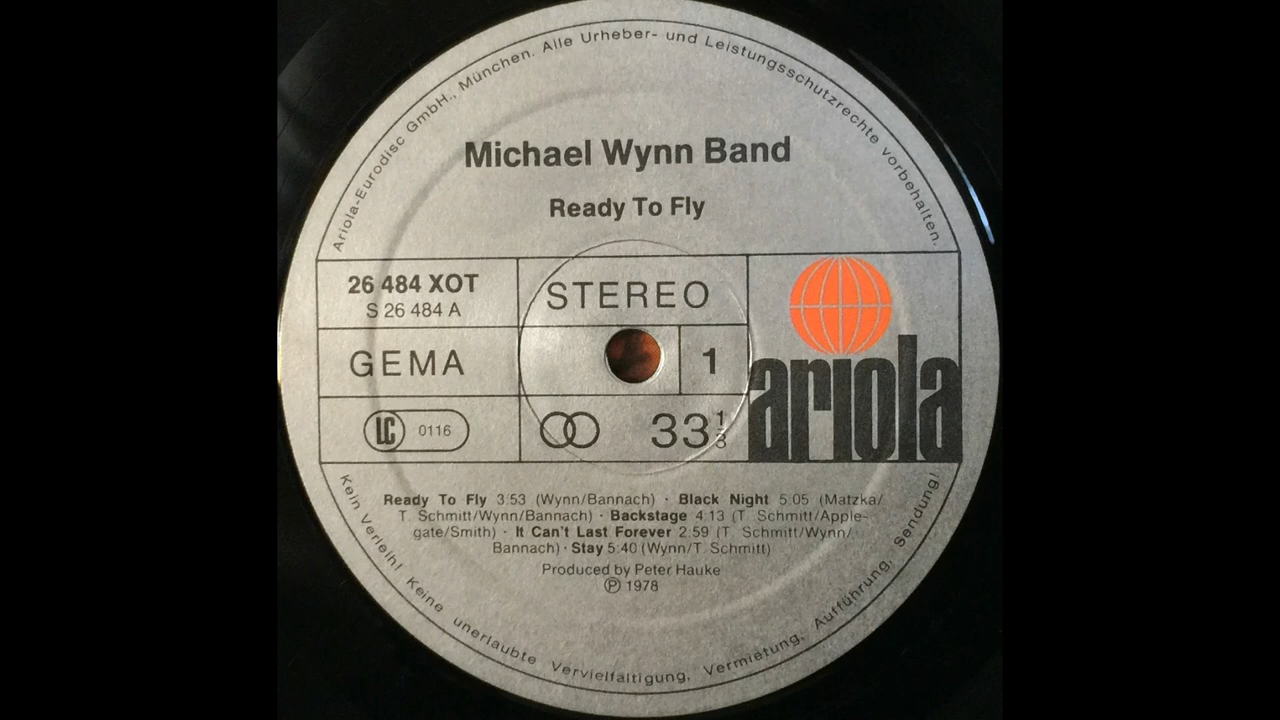 Ariola-Eurodisc GmbH., München. Alle Urheber- und Leistungsschutzrechte vorbehalten.
Michael Wynn Band
Ready To Fly
26 484 XOT
S 26 484 A
STEREO
GEMA
1
LC 0116
33 1/3
ariola
Ready To Fly 3:53 (Wynn/Bannach) · Black Night 5:05 (Matzka/
T. Schmitt/Wynn/Bannach) · Backstage 4:13 (T. Schmitt/Apple-
gate/Smith) · It Can't Last Forever 2:59 (T. Schmitt/Wynn/
Bannach) · Stay 5:40 (Wynn/T. Schmitt)
Produced by Peter Hauke
Ⓟ 1978
Kein Verleih! Keine unerlaubte Vervielfältigung, Vermietung, Aufführung, Sendung!